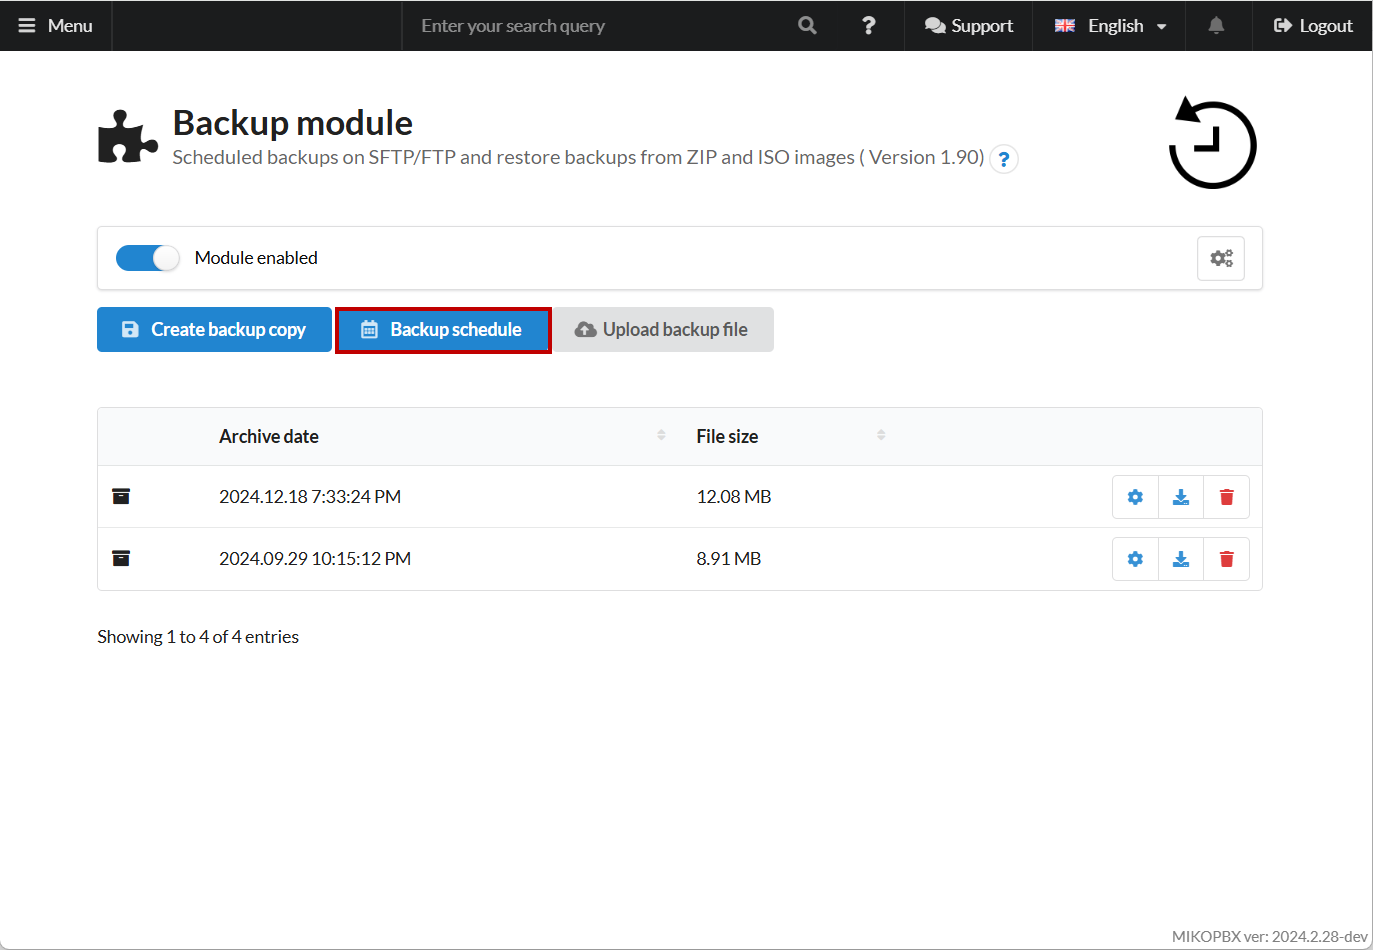 Menu
Enter your search query
?
Support
English
Logout
Backup module
Scheduled backups on SFTP/FTP and restore backups from ZIP and ISO images ( Version 1.90) ?
Module enabled
Create backup copy
Backup schedule
Upload backup file
Archive date
File size
2024.12.18 7:33:24 PM
12.08 MB
2024.09.29 10:15:12 PM
8.91 MB
Showing 1 to 4 of 4 entries
MIKOPBX ver: 2024.2.28-dev